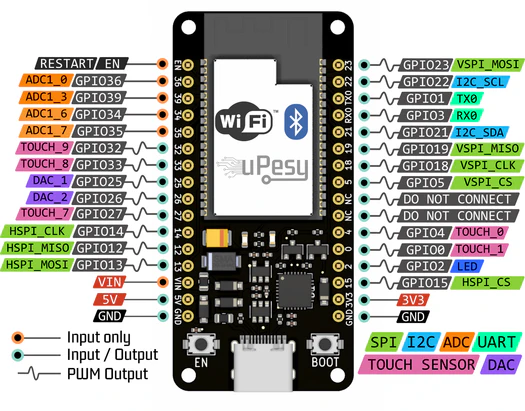 RESTART/ EN
ADC1_0 GPIO36
ADC1_3 GPIO39
ADC1_6 GPIO34
ADC1_7 GPIO35
TOUCH_9 GPIO32
TOUCH_8 GPIO33
DAC_1 GPIO25
DAC_2 GPIO26
TOUCH_7 GPIO27
HSPI_CLK GPIO14
HSPI_MISO GPIO12
HSPI_MOSI GPIO13
VIN
5V
GND
EN
36
39
34
35
32
33
25
26
27
14
12
13
VIN
5V
GND
WiFi
uPesy
EN
BOOT
23
22
TX0
RX0
21
19
18
5
NC
NC
4
0
2
15
3V3
GND
GPIO23 VSPI_MOSI
GPIO22 I2C_SCL
GPIO1 TX0
GPIO3 RX0
GPIO21 I2C_SDA
GPIO19 VSPI_MISO
GPIO18 VSPI_CLK
GPIO5 VSPI_CS
DO NOT CONNECT
DO NOT CONNECT
GPIO4 TOUCH_0
GPIO0 TOUCH_1
GPIO2 LED
GPIO15 HSPI_CS
3V3
GND
Input only
Input / Output
PWM Output
SPI I2C ADC UART
TOUCH SENSOR DAC